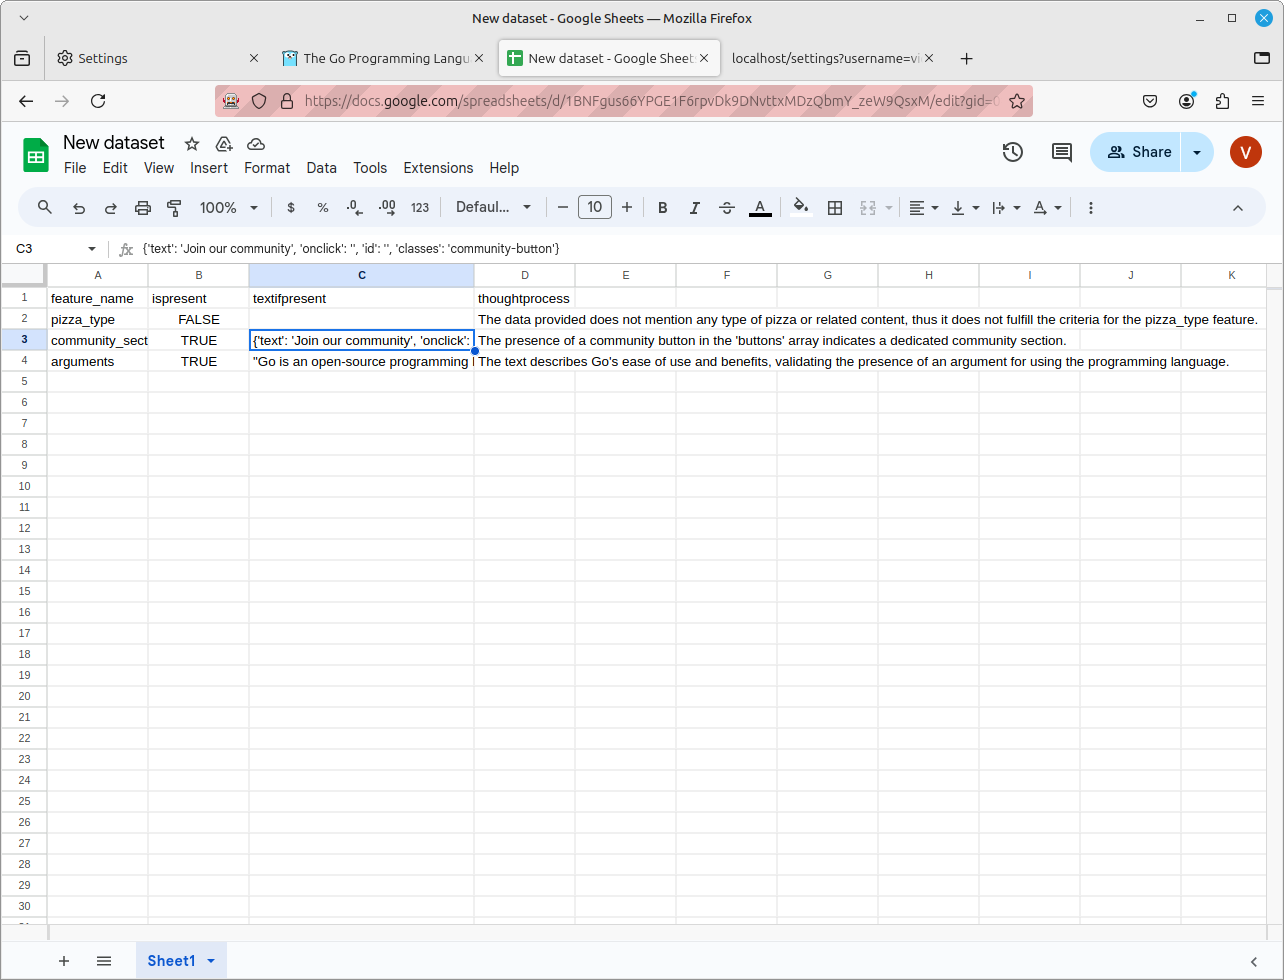 New dataset - Google Sheets — Mozilla Firefox
Settings
The Go Programming Langu
New dataset - Google Sheets
localhost/settings?username=vi
https://docs.google.com/spreadsheets/d/1BNFgus66YPGE1F6rpvDk9DNvttxMDzQbmY_zeW9QsxM/edit?gid=0
New dataset
File Edit View Insert Format Data Tools Extensions Help
Share
V
100% $ % .0 .00 123 Defaul... 10 B I A A
C3 fx {'text': 'Join our community', 'onclick': '', 'id': '', 'classes': 'community-button'}
A B C D E F G H I J K
1 feature_name ispresent textifpresent thoughtprocess
2 pizza_type FALSE The data provided does not mention any type of pizza or related content, thus it does not fulfill the criteria for the pizza_type feature.
3 community_sect TRUE {'text': 'Join our community', 'onclick': The presence of a community button in the 'buttons' array indicates a dedicated community section.
4 arguments TRUE "Go is an open-source programming The text describes Go's ease of use and benefits, validating the presence of an argument for using the programming language.
5
6
7
8
9
10
11
12
13
14
15
16
17
18
19
20
21
22
23
24
25
26
27
28
29
30
Sheet1